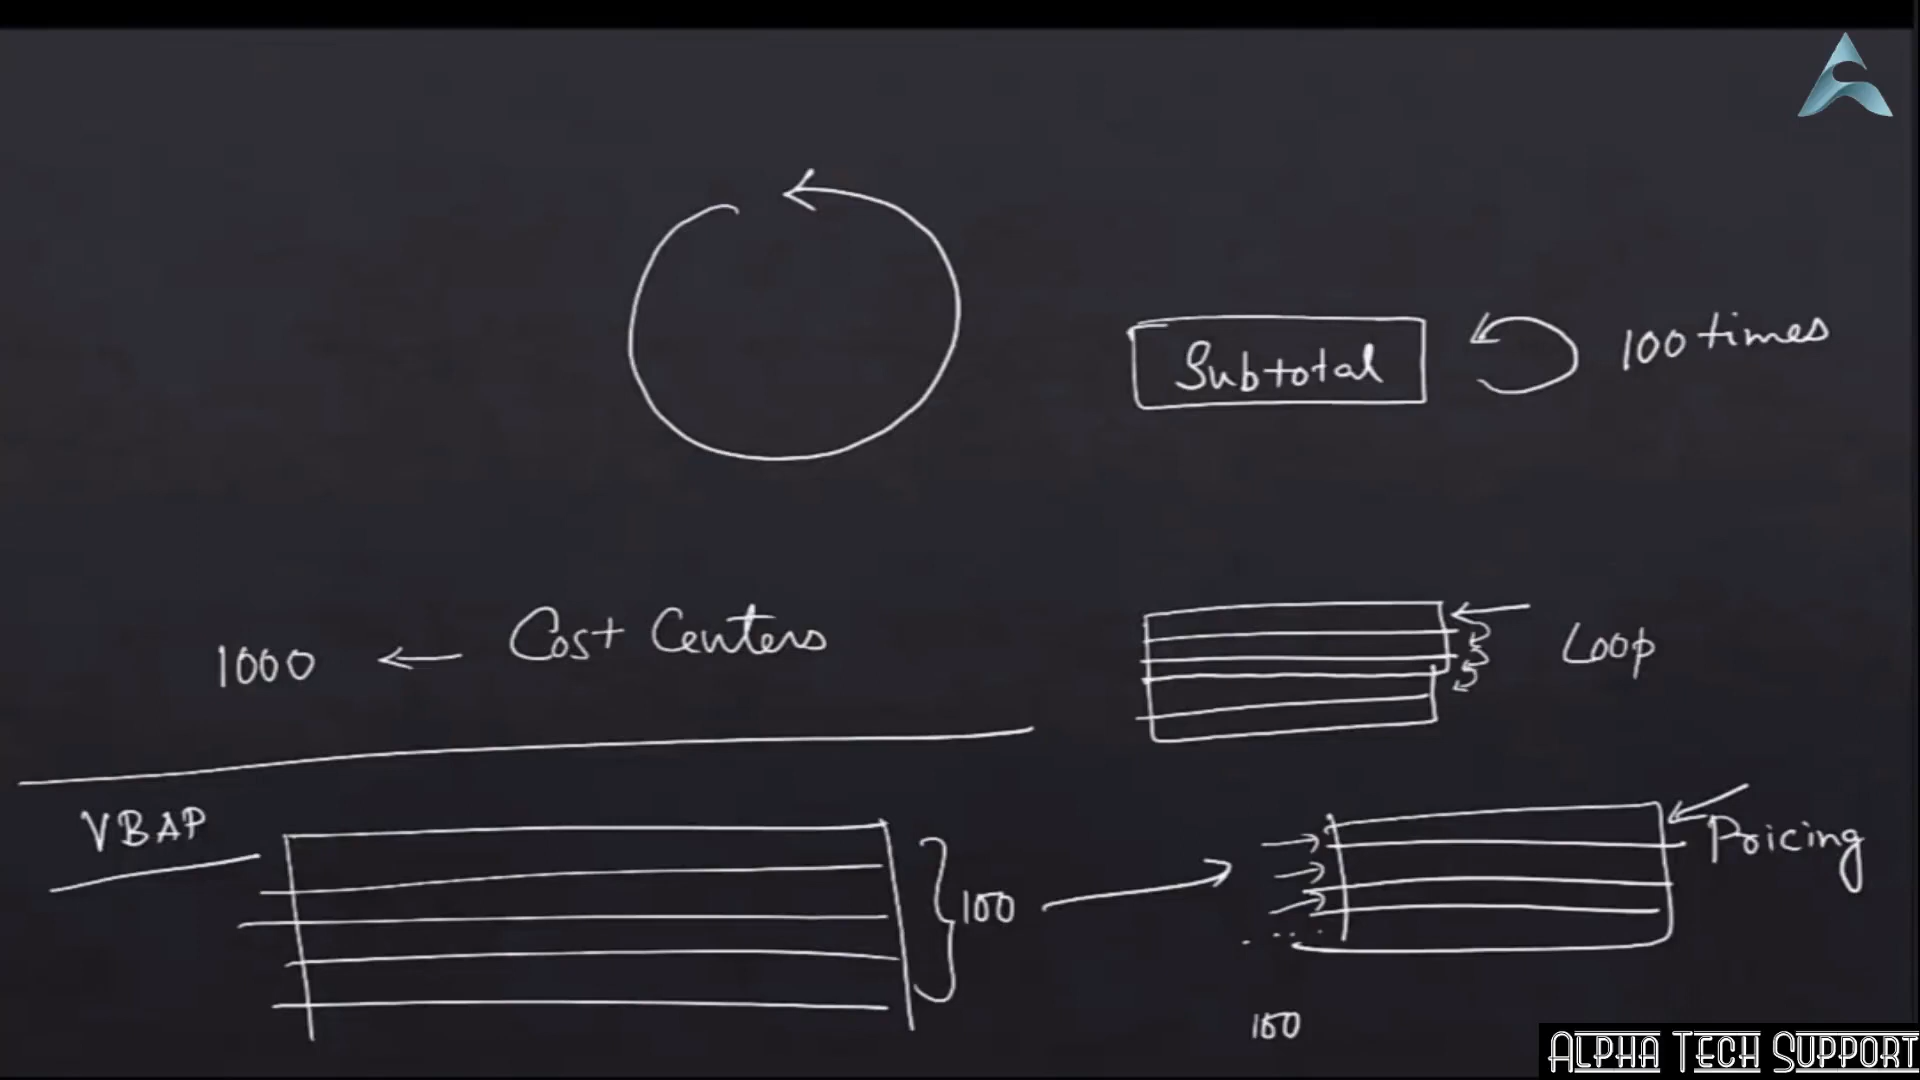 Subtotal
100 times
1000 ← Cost Centers
Loop
VBAP
100
Pricing
100
ALPHA TECH SUPPORT